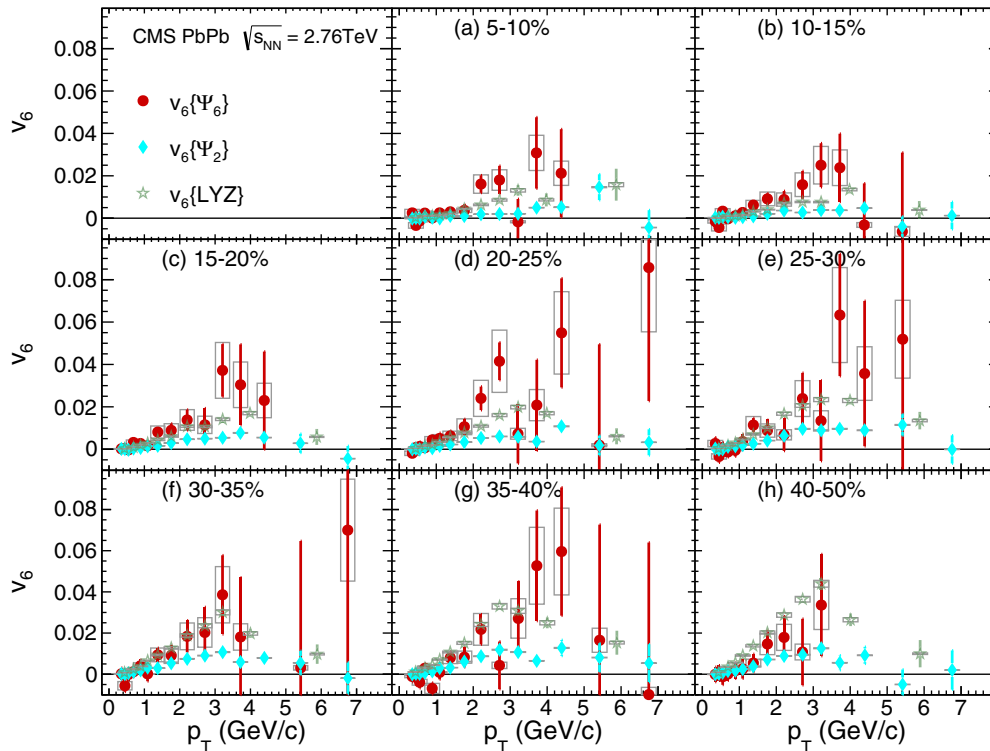 CMS PbPb √s_NN = 2.76TeV
v₆{Ψ₆}
v₆{Ψ₂}
v₆{LYZ}
(a) 5-10%
(b) 10-15%
v₆
0.08
0.06
0.04
0.02
0
(c) 15-20%
(d) 20-25%
(e) 25-30%
v₆
0.08
0.06
0.04
0.02
0
(f) 30-35%
(g) 35-40%
(h) 40-50%
v₆
0.08
0.06
0.04
0.02
0
0 1 2 3 4 5 6 7
0 1 2 3 4 5 6 7
0 1 2 3 4 5 6 7
p_T (GeV/c)
p_T (GeV/c)
p_T (GeV/c)